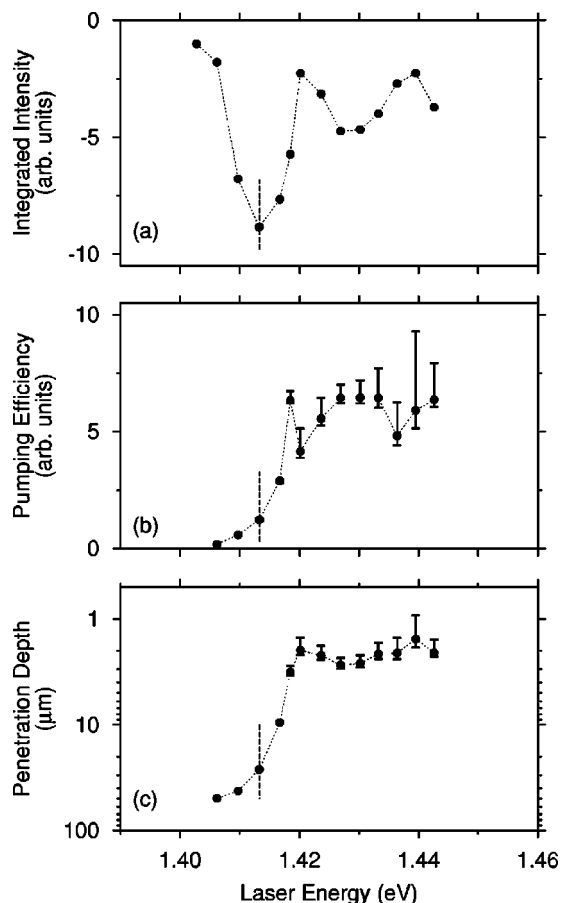 0
-5
-10
Integrated Intensity
(arb. units)
(a)
10
5
0
Pumping Efficiency
(arb. units)
(b)
1
10
100
Penetration Depth
(μm)
(c)
1.40
1.42
1.44
1.46
Laser Energy (eV)